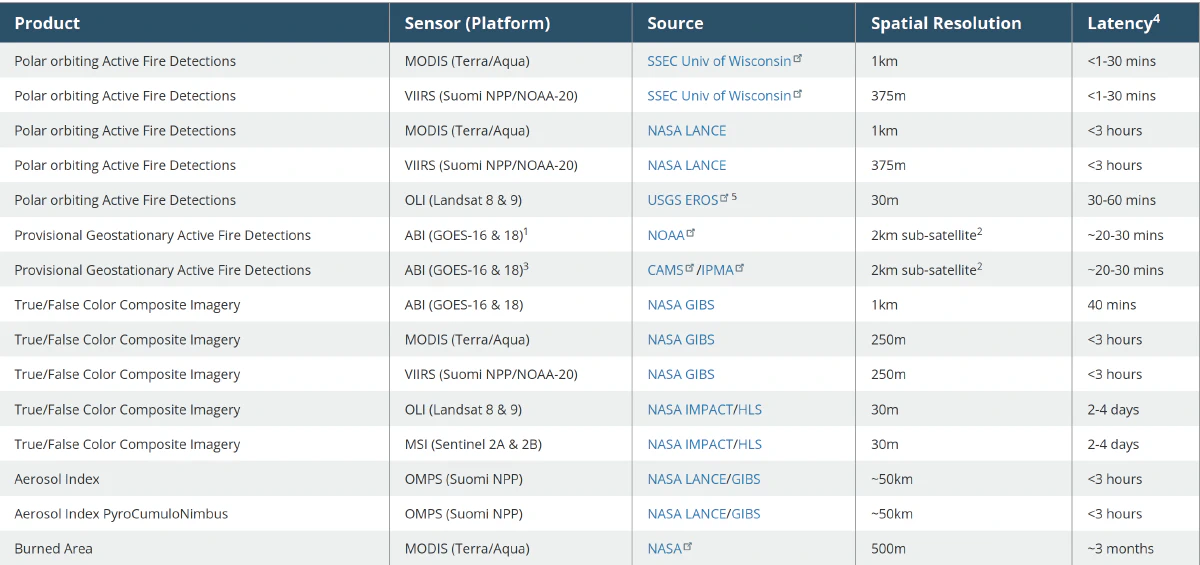 Product Sensor (Platform) Source Spatial Resolution Latency4
Polar orbiting Active Fire Detections MODIS (Terra/Aqua) SSEC Univ of Wisconsin 1km <1-30 mins
Polar orbiting Active Fire Detections VIIRS (Suomi NPP/NOAA-20) SSEC Univ of Wisconsin 375m <1-30 mins
Polar orbiting Active Fire Detections MODIS (Terra/Aqua) NASA LANCE 1km <3 hours
Polar orbiting Active Fire Detections VIIRS (Suomi NPP/NOAA-20) NASA LANCE 375m <3 hours
Polar orbiting Active Fire Detections OLI (Landsat 8 & 9) USGS EROS 5 30m 30-60 mins
Provisional Geostationary Active Fire Detections ABI (GOES-16 & 18)1 NOAA 2km sub-satellite2 ~20-30 mins
Provisional Geostationary Active Fire Detections ABI (GOES-16 & 18)3 CAMS /IPMA 2km sub-satellite2 ~20-30 mins
True/False Color Composite Imagery ABI (GOES-16 & 18) NASA GIBS 1km 40 mins
True/False Color Composite Imagery MODIS (Terra/Aqua) NASA GIBS 250m <3 hours
True/False Color Composite Imagery VIIRS (Suomi NPP/NOAA-20) NASA GIBS 250m <3 hours
True/False Color Composite Imagery OLI (Landsat 8 & 9) NASA IMPACT/HLS 30m 2-4 days
True/False Color Composite Imagery MSI (Sentinel 2A & 2B) NASA IMPACT/HLS 30m 2-4 days
Aerosol Index OMPS (Suomi NPP) NASA LANCE/GIBS ~50km <3 hours
Aerosol Index PyroCumuloNimbus OMPS (Suomi NPP) NASA LANCE/GIBS ~50km <3 hours
Burned Area MODIS (Terra/Aqua) NASA 500m ~3 months